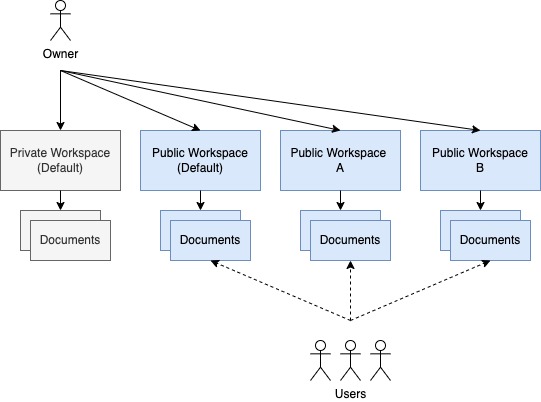 Owner
Private Workspace
(Default)
Public Workspace
(Default)
Public Workspace
A
Public Workspace
B
Documents
Documents
Documents
Documents
Users